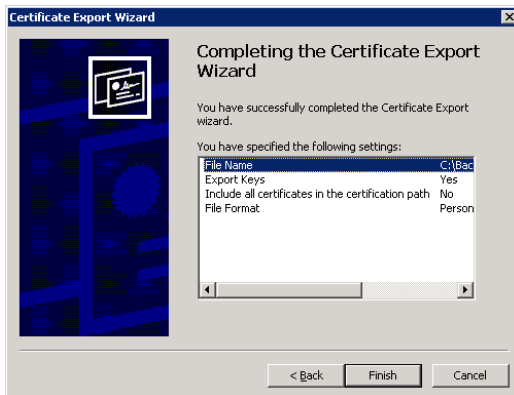 Certificate Export Wizard
Completing the Certificate Export
Wizard
You have successfully completed the Certificate Export
wizard.
You have specified the following settings:
File Name C:\Bac
Export Keys Yes
Include all certificates in the certification path No
File Format Person
< Back Finish Cancel